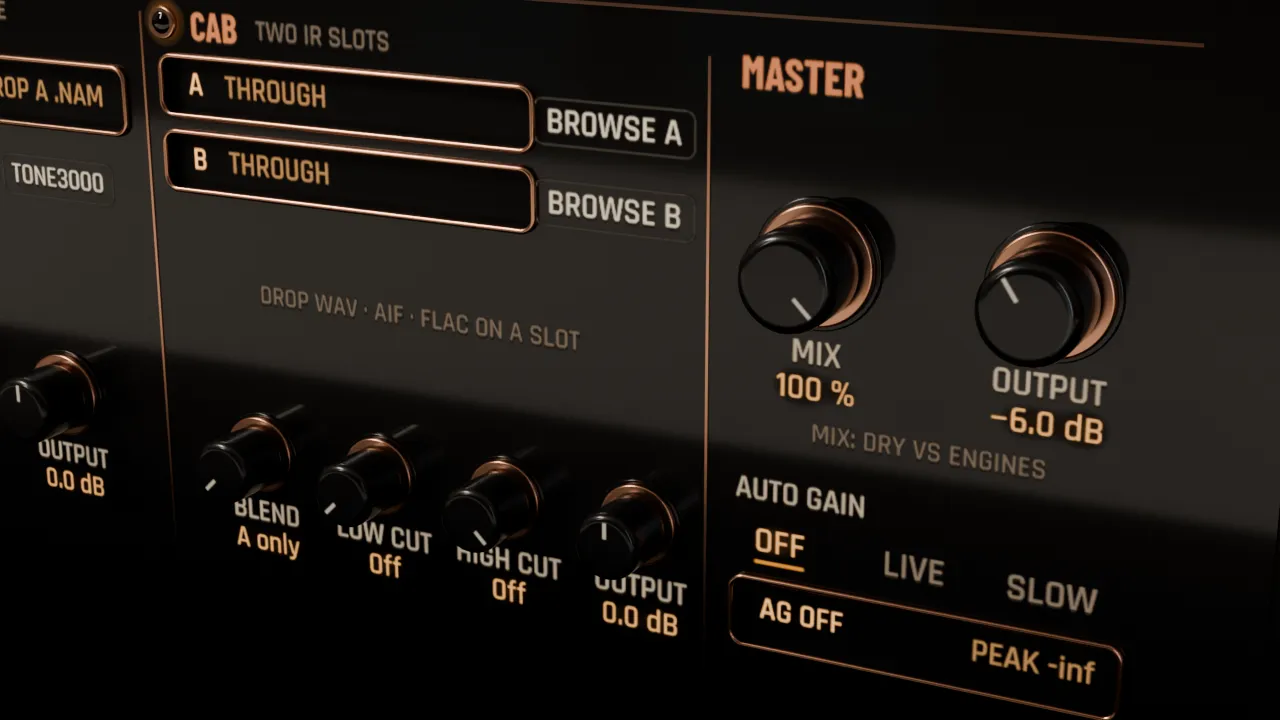 OP A .NAM
TONE3000
OUTPUT
0.0 dB
CAB TWO IR SLOTS
A THROUGH
BROWSE A
B THROUGH
BROWSE B
DROP WAV · AIF · FLAC ON A SLOT
BLEND
A only
LOW CUT
Off
HIGH CUT
Off
OUTPUT
0.0 dB
MASTER
MIX
100 %
OUTPUT
−6.0 dB
MIX: DRY VS ENGINES
AUTO GAIN
OFF LIVE SLOW
AG OFF
PEAK -inf